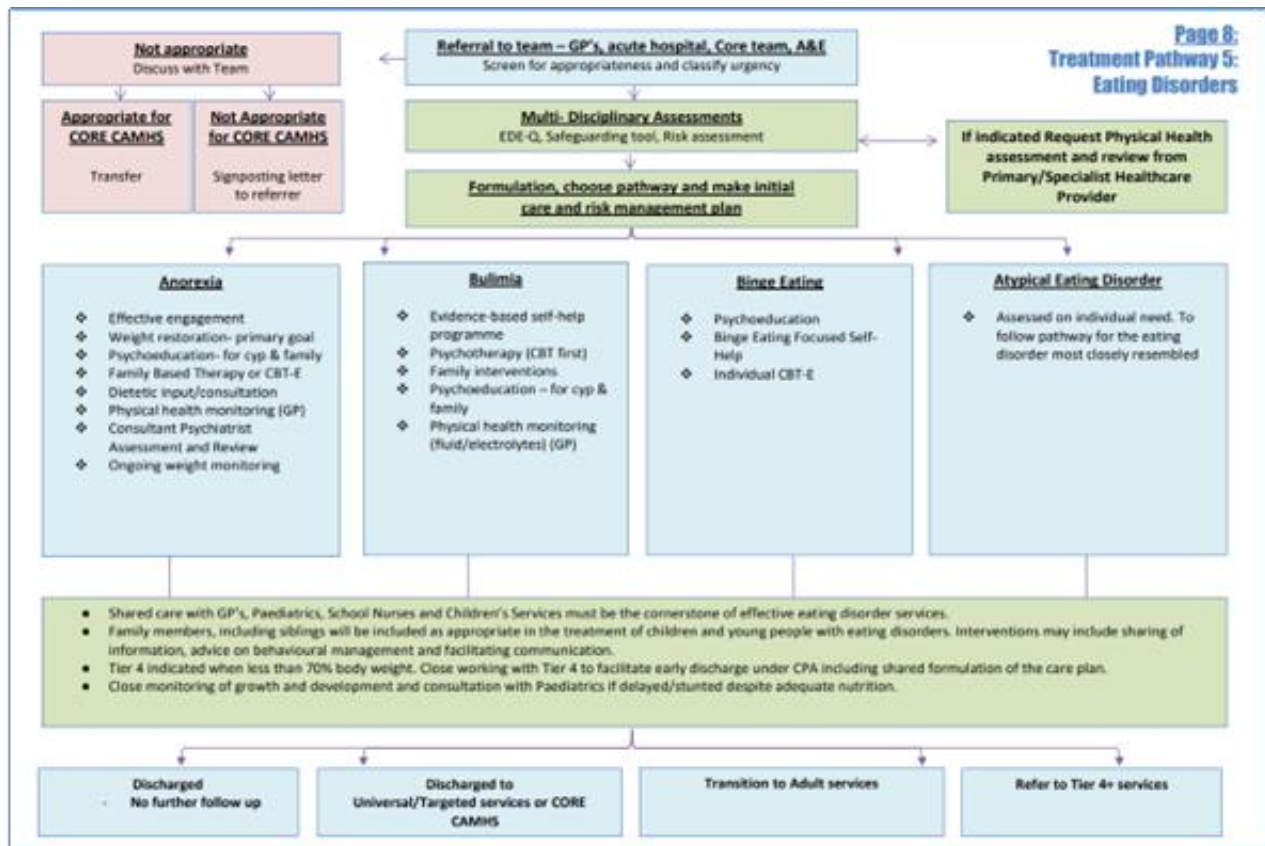 Page 8:
Treatment Pathway 5:
Eating Disorders
Not appropriate
Discuss with Team
Referral to team – GP's, acute hospital, Core team, A&E
Screen for appropriateness and classify urgency
Appropriate for
CORE CAMHS
Transfer
Not Appropriate
for CORE CAMHS
Signposting letter
to referrer
Multi- Disciplinary Assessments
EDE-Q, Safeguarding tool, Risk assessment
If indicated Request Physical Health
assessment and review from
Primary/Specialist Healthcare
Provider
Formulation, choose pathway and make initial
care and risk management plan
Anorexia
❖ Effective engagement
❖ Weight restoration- primary goal
❖ Psychoeducation- for cyp & family
❖ Family Based Therapy or CBT-E
❖ Dietetic input/consultation
❖ Physical health monitoring (GP)
❖ Consultant Psychiatrist
Assessment and Review
❖ Ongoing weight monitoring
Bulimia
❖ Evidence-based self-help
programme
❖ Psychotherapy (CBT first)
❖ Family interventions
❖ Psychoeducation – for cyp &
family
❖ Physical health monitoring
(fluid/electrolytes) (GP)
Binge Eating
❖ Psychoeducation
❖ Binge Eating Focused Self-
Help
❖ Individual CBT-E
Atypical Eating Disorder
❖ Assessed on individual need. To
follow pathway for the eating
disorder most closely resembled
● Shared care with GP's, Paediatrics, School Nurses and Children's Services must be the cornerstone of effective eating disorder services.
● Family members, including siblings will be included as appropriate in the treatment of children and young people with eating disorders. Interventions may include sharing of
information, advice on behavioural management and facilitating communication.
● Tier 4 indicated when less than 70% body weight. Close working with Tier 4 to facilitate early discharge under CPA including shared formulation of the care plan.
● Close monitoring of growth and development and consultation with Paediatrics if delayed/stunted despite adequate nutrition.
Discharged
- No further follow up
Discharged to
Universal/Targeted services or CORE
CAMHS
Transition to Adult services
Refer to Tier 4+ services